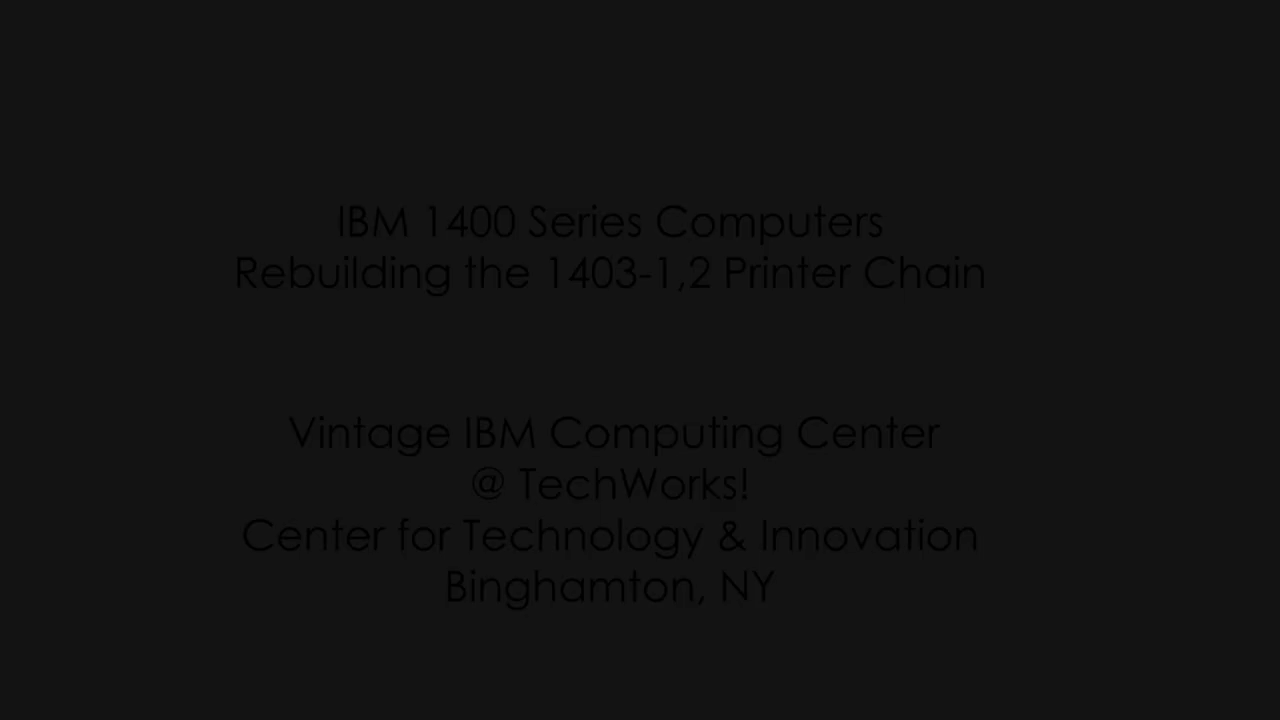 IBM 1400 Series Computers
Rebuilding the 1403-1,2 Printer Chain
Vintage IBM Computing Center
@ TechWorks!
Center for Technology & Innovation
Binghamton, NY